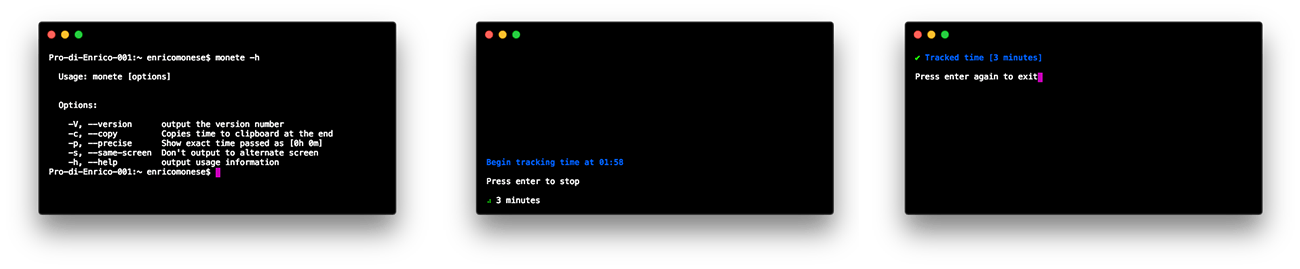 Pro-di-Enrico-001:~ enricomonese$ monete -h
Usage: monete [options]
Options:
-V, --version output the version number
-c, --copy Copies time to clipboard at the end
-p, --precise Show exact time passed as [0h 0m]
-s, --same-screen Don't output to alternate screen
-h, --help output usage information
Pro-di-Enrico-001:~ enricomonese$
Begin tracking time at 01:58
Press enter to stop
3 minutes
✔ Tracked time [3 minutes]
Press enter again to exit